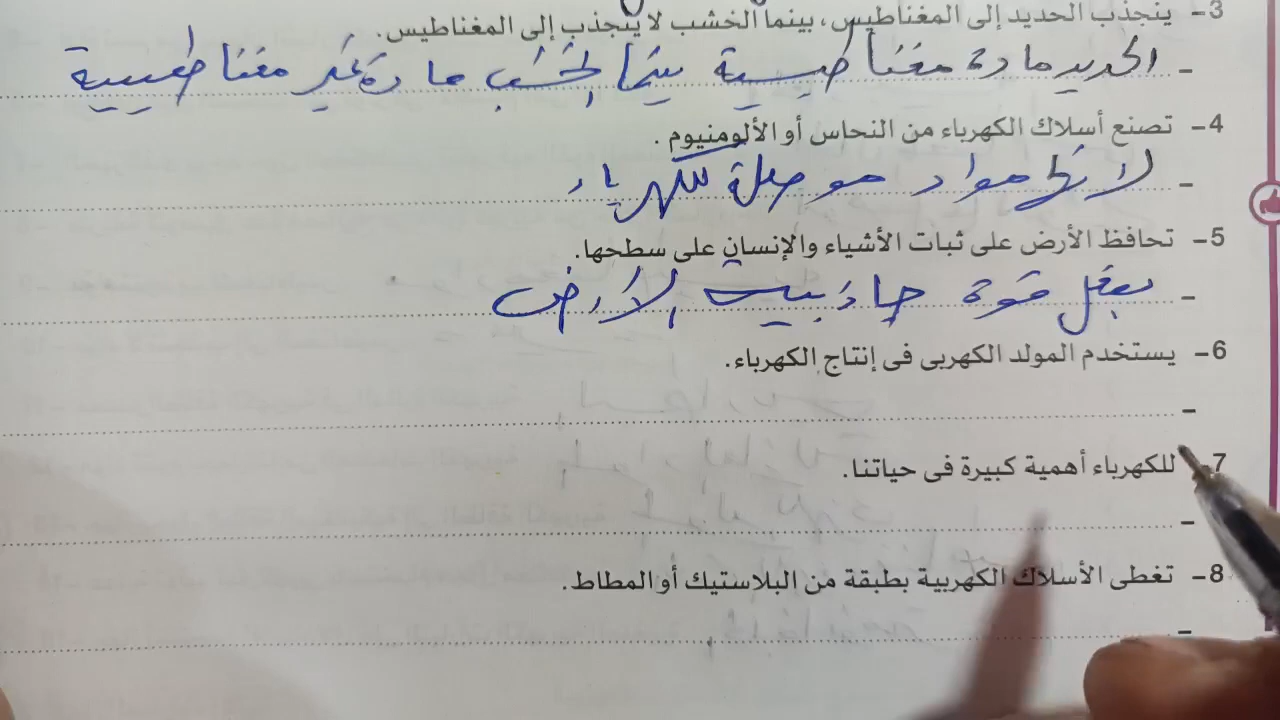 3- ينجذب الحديد إلى المغناطيس، بينما الخشب لا ينجذب إلى المغناطيس.
- الحديد مادة مغناطيسية بينما الخشب مادة غير مغناطيسية
4- تصنع أسلاك الكهرباء من النحاس أو الألومنيوم.
- لانها مواد موصلة للكهرباء
5- تحافظ الأرض على ثبات الأشياء والإنسان على سطحها.
- بفعل قوة جاذبية الأرض
6- يستخدم المولد الكهربى فى إنتاج الكهرباء.
-
7- للكهرباء أهمية كبيرة فى حياتنا.
-
8- تغطى الأسلاك الكهربية بطبقة من البلاستيك أو المطاط.
-